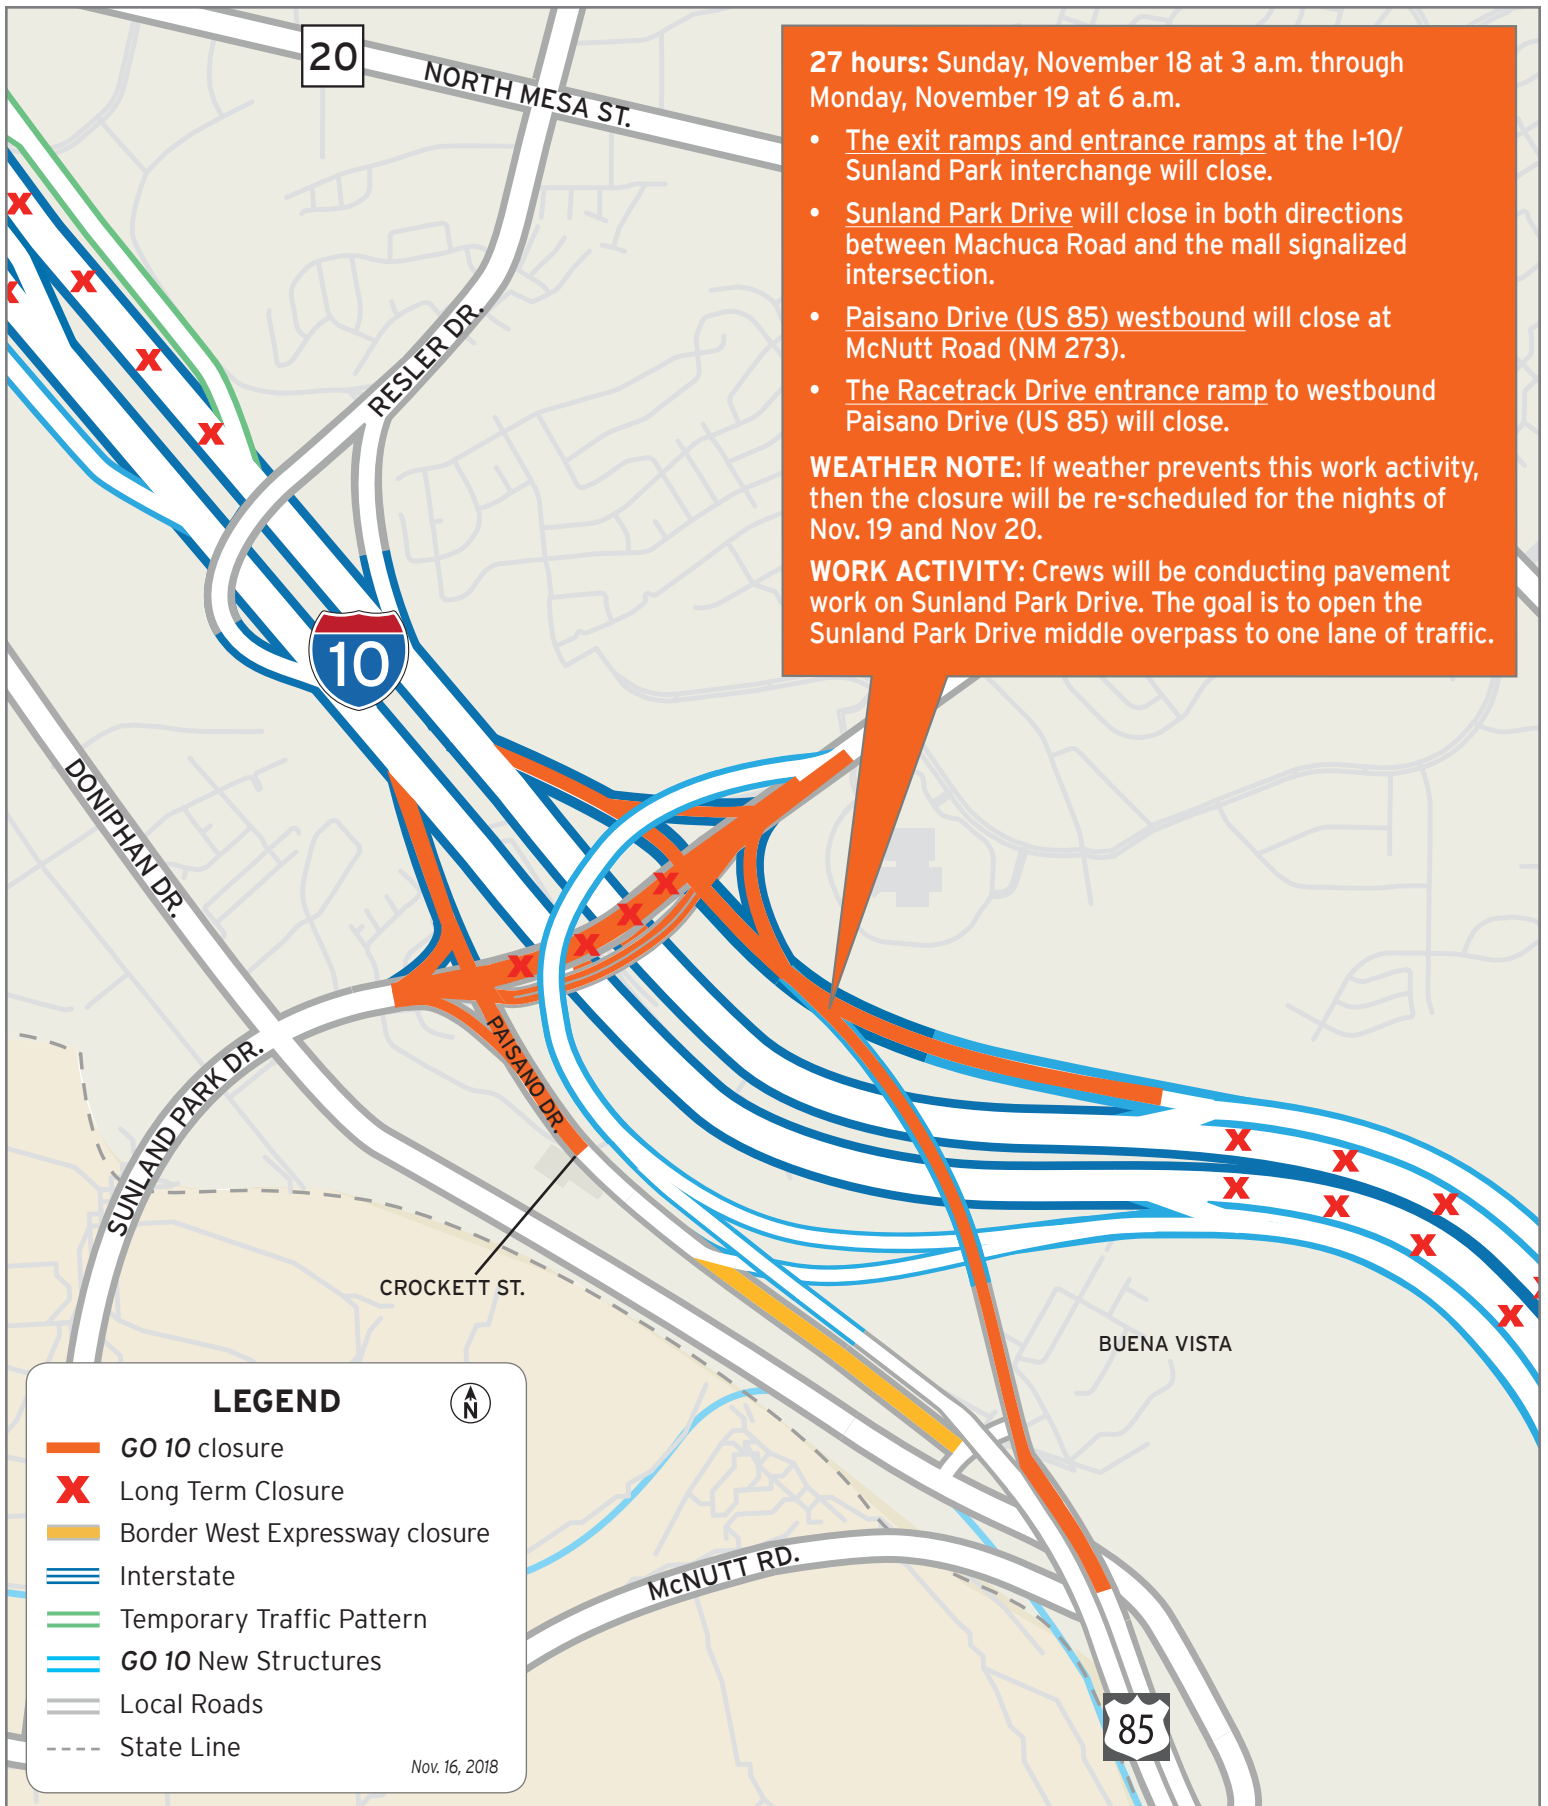 20
NORTH MESA ST.
27 hours: Sunday, November 18 at 3 a.m. through
Monday, November 19 at 6 a.m.
• The exit ramps and entrance ramps at the I-10/
Sunland Park interchange will close.
• Sunland Park Drive will close in both directions
between Machuca Road and the mall signalized
intersection.
• Paisano Drive (US 85) westbound will close at
McNutt Road (NM 273).
• The Racetrack Drive entrance ramp to westbound
Paisano Drive (US 85) will close.
WEATHER NOTE: If weather prevents this work activity,
then the closure will be re-scheduled for the nights of
Nov. 19 and Nov 20.
WORK ACTIVITY: Crews will be conducting pavement
work on Sunland Park Drive. The goal is to open the
Sunland Park Drive middle overpass to one lane of traffic.
RESLER DR.
10
DONIPHAN DR.
PAISANO DR.
SUNLAND PARK DR.
CROCKETT ST.
BUENA VISTA
McNUTT RD.
85
LEGEND
N
GO 10 closure
X Long Term Closure
Border West Expressway closure
Interstate
Temporary Traffic Pattern
GO 10 New Structures
Local Roads
State Line
Nov. 16, 2018